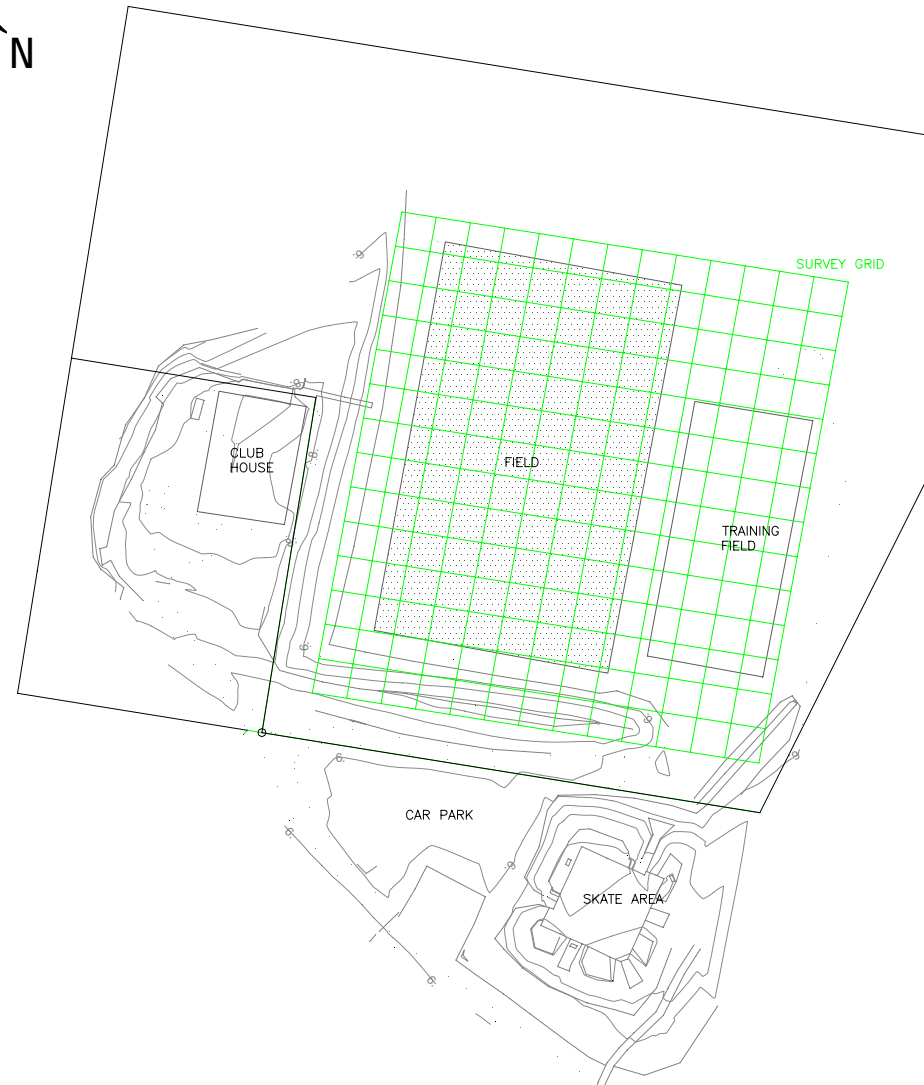 N
SURVEY GRID
CLUB
HOUSE
FIELD
TRAINING
FIELD
CAR PARK
SKATE AREA